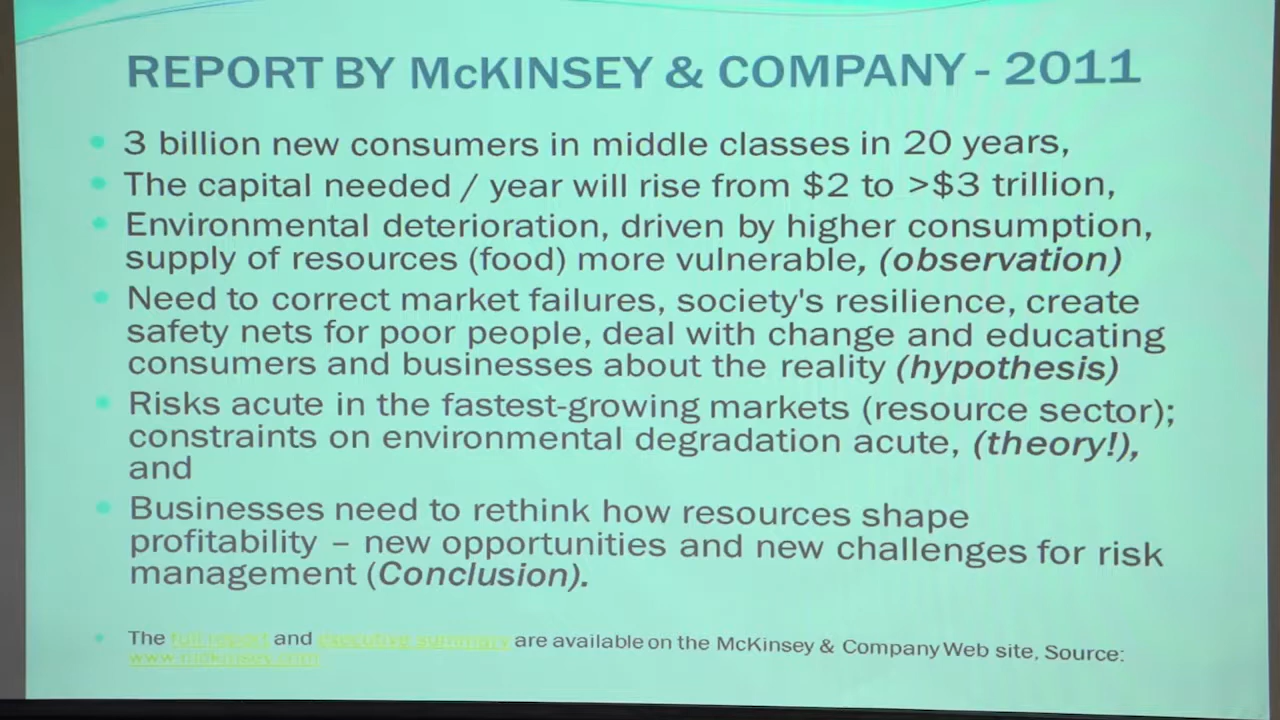 REPORT BY McKINSEY & COMPANY - 2011
3 billion new consumers in middle classes in 20 years,
The capital needed / year will rise from $2 to >$3 trillion,
Environmental deterioration, driven by higher consumption,
supply of resources (food) more vulnerable, (observation)
Need to correct market failures, society's resilience, create
safety nets for poor people, deal with change and educating
consumers and businesses about the reality (hypothesis)
Risks acute in the fastest-growing markets (resource sector);
constraints on environmental degradation acute, (theory!),
and
Businesses need to rethink how resources shape
profitability – new opportunities and new challenges for risk
management (Conclusion).
The full report and executive summary are available on the McKinsey & Company Web site, Source:
www.mckinsey.com